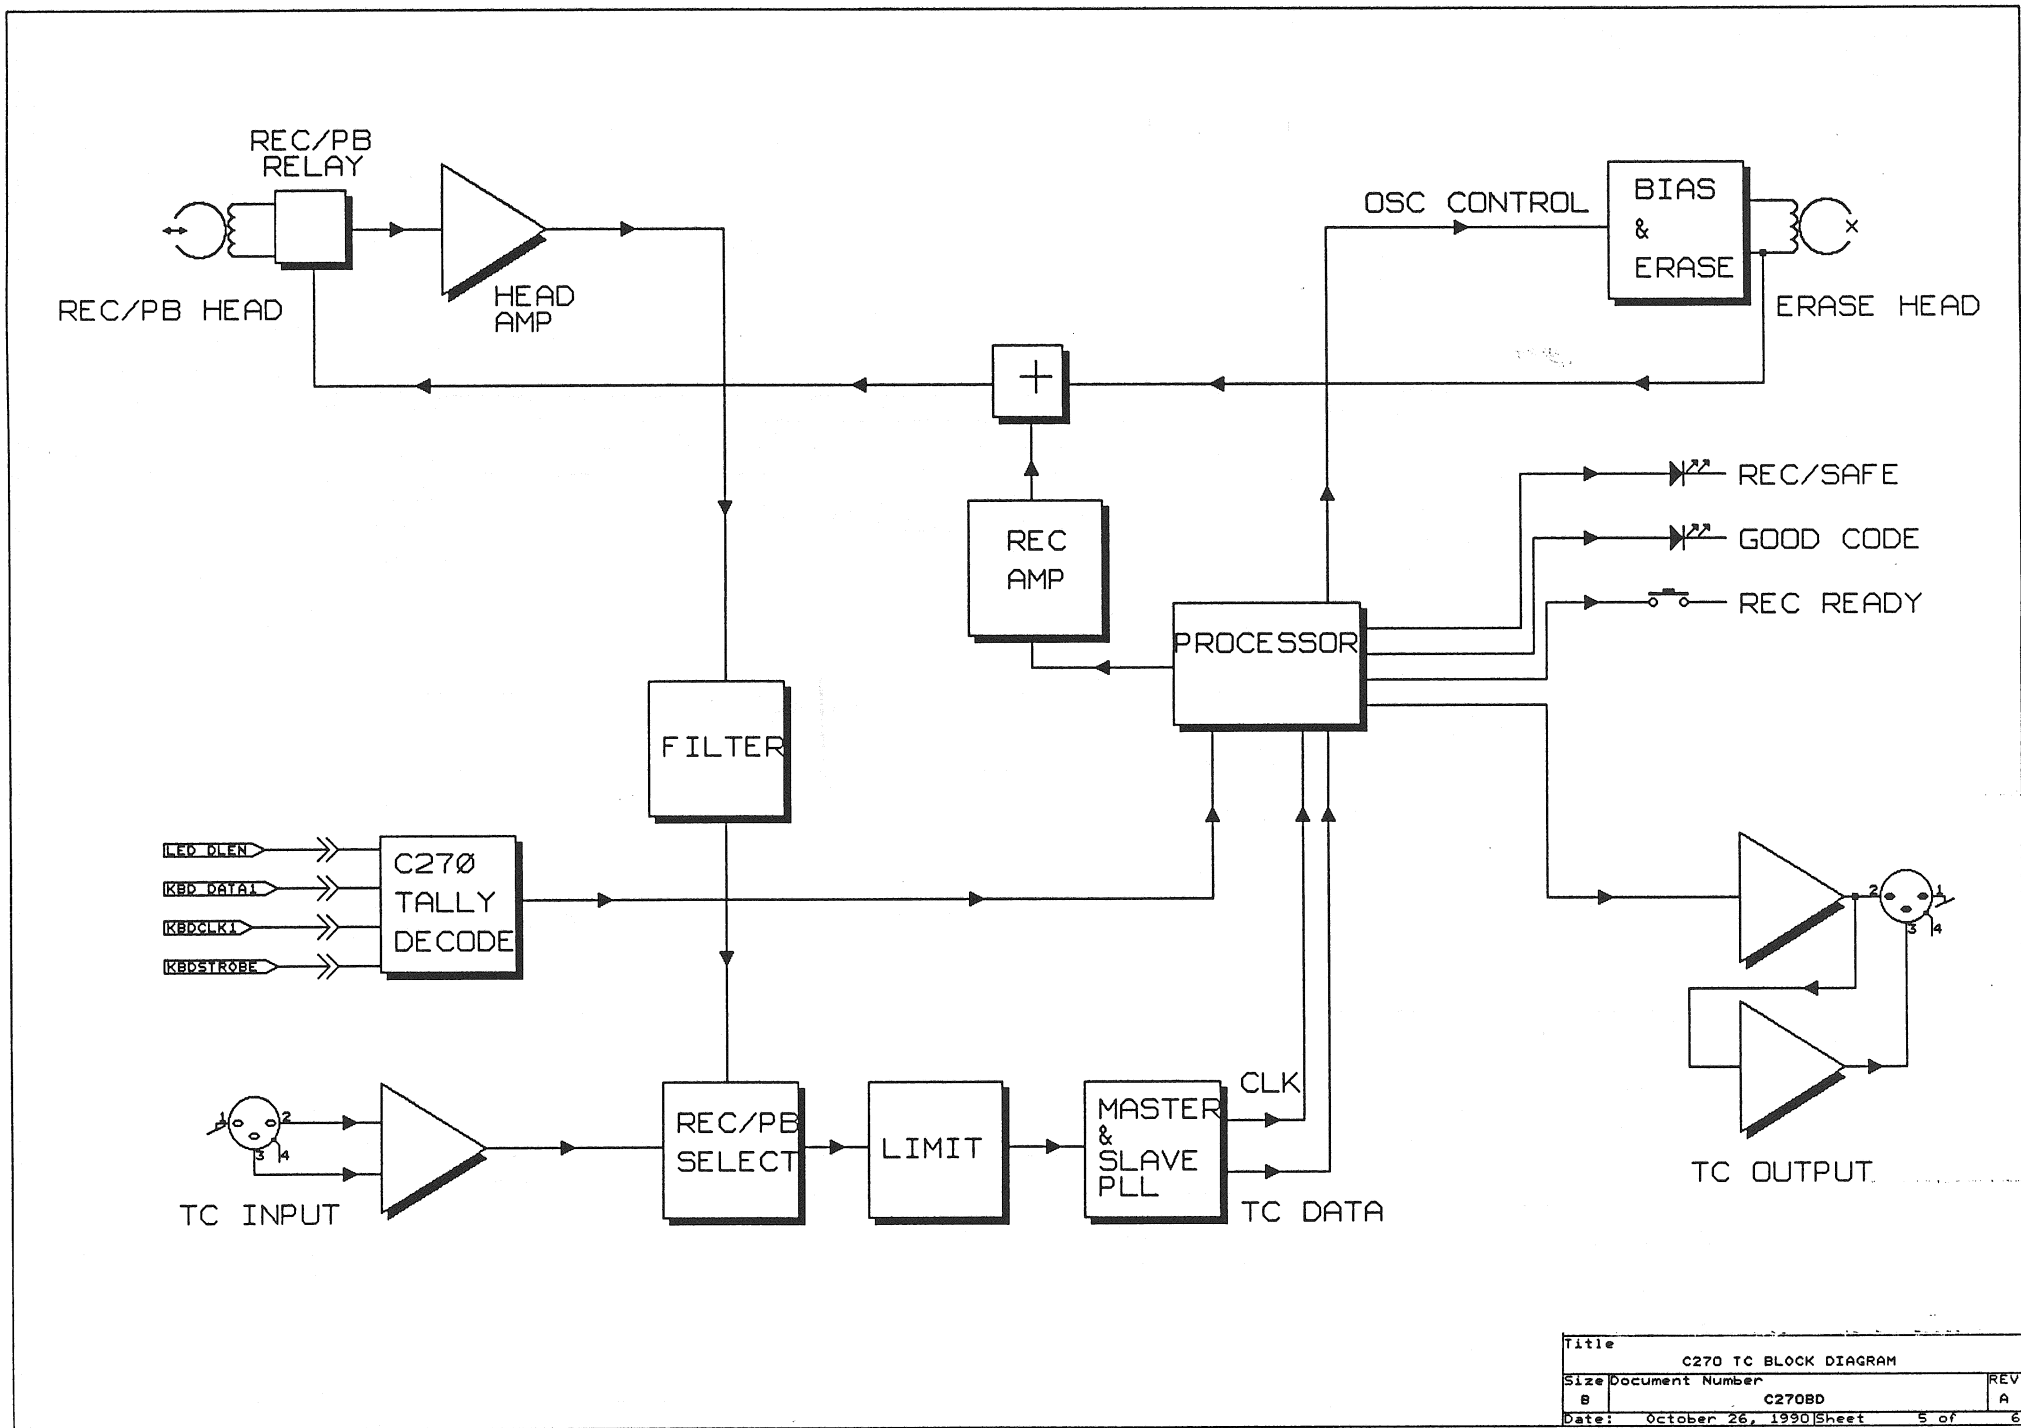 REC/PB
RELAY
REC/PB HEAD
HEAD
AMP
OSC CONTROL
BIAS
&
ERASE
ERASE HEAD
+
REC
AMP
REC/SAFE
GOOD CODE
REC READY
PROCESSOR
FILTER
LED DLEN
KBD DATA1
KBDCLK1
KBDSTROBE
C270
TALLY
DECODE
2
1
3
4
1
2
3
4
TC INPUT
REC/PB
SELECT
LIMIT
MASTER
&
SLAVE
PLL
CLK
TC DATA
TC OUTPUT
Title
C270 TC BLOCK DIAGRAM
Size Document Number REV
B C270BD A
Date: October 26, 1990 Sheet 5 of 6